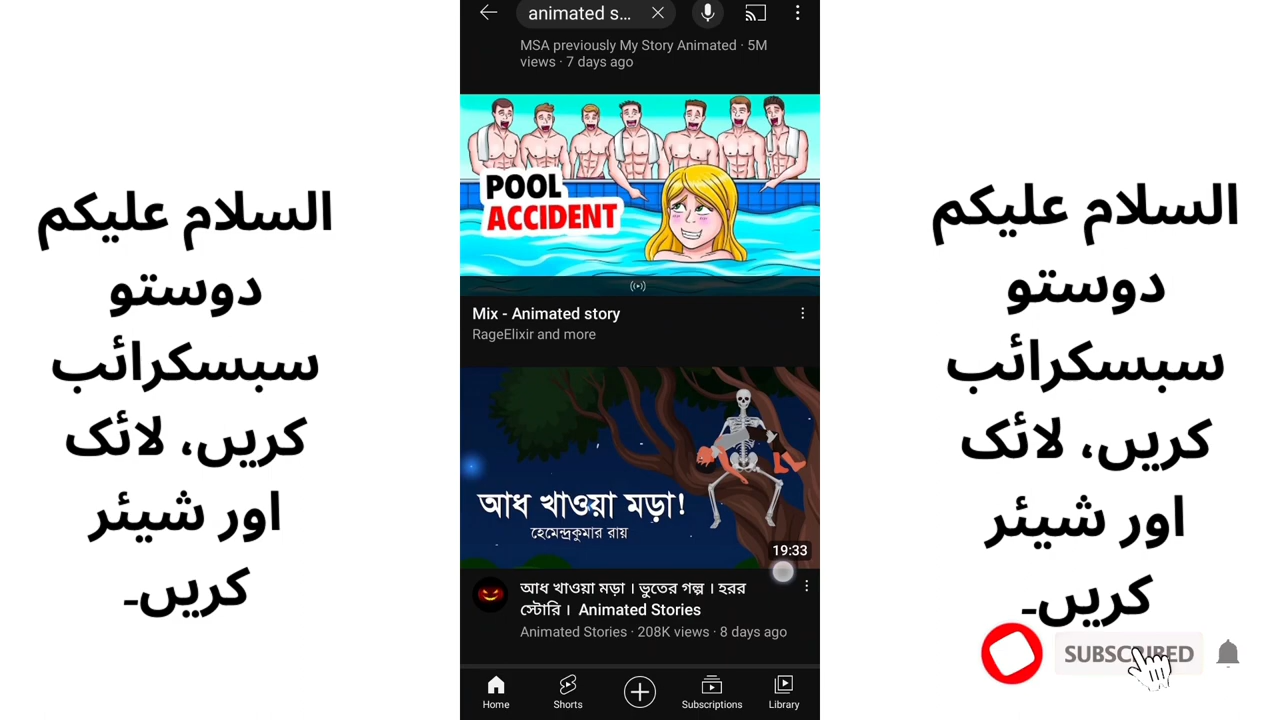 السلام علیکم
دوستو
سبسکرائب
کریں، لائک
اور شیئر
کریں۔
animated s...
MSA previously My Story Animated · 5M
views · 7 days ago
POOL
ACCIDENT
Mix - Animated story
RageElixir and more
আধ খাওয়া মড়া!
হেমেন্দ্রকুমার রায়
19:33
আধ খাওয়া মড়া । ভুতের গল্প । হরর
স্টোরি । Animated Stories
Animated Stories · 208K views · 8 days ago
Home
Shorts
Subscriptions
Library
السلام علیکم
دوستو
سبسکرائب
کریں، لائک
اور شیئر
کریں۔
SUBSCRIBED